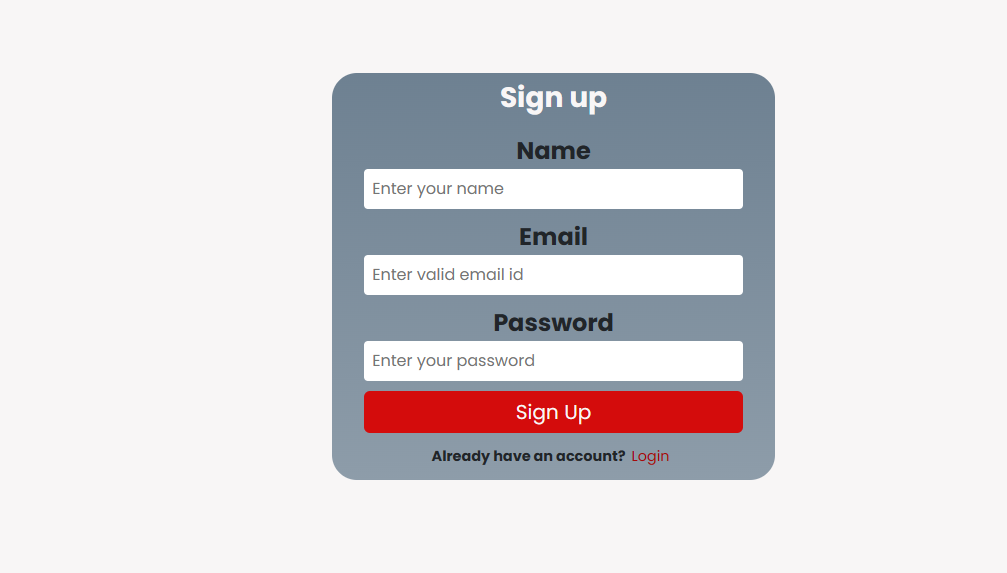 Sign up
Name
Enter your name
Email
Enter valid email id
Password
Enter your password
Sign Up
Already have an account? Login